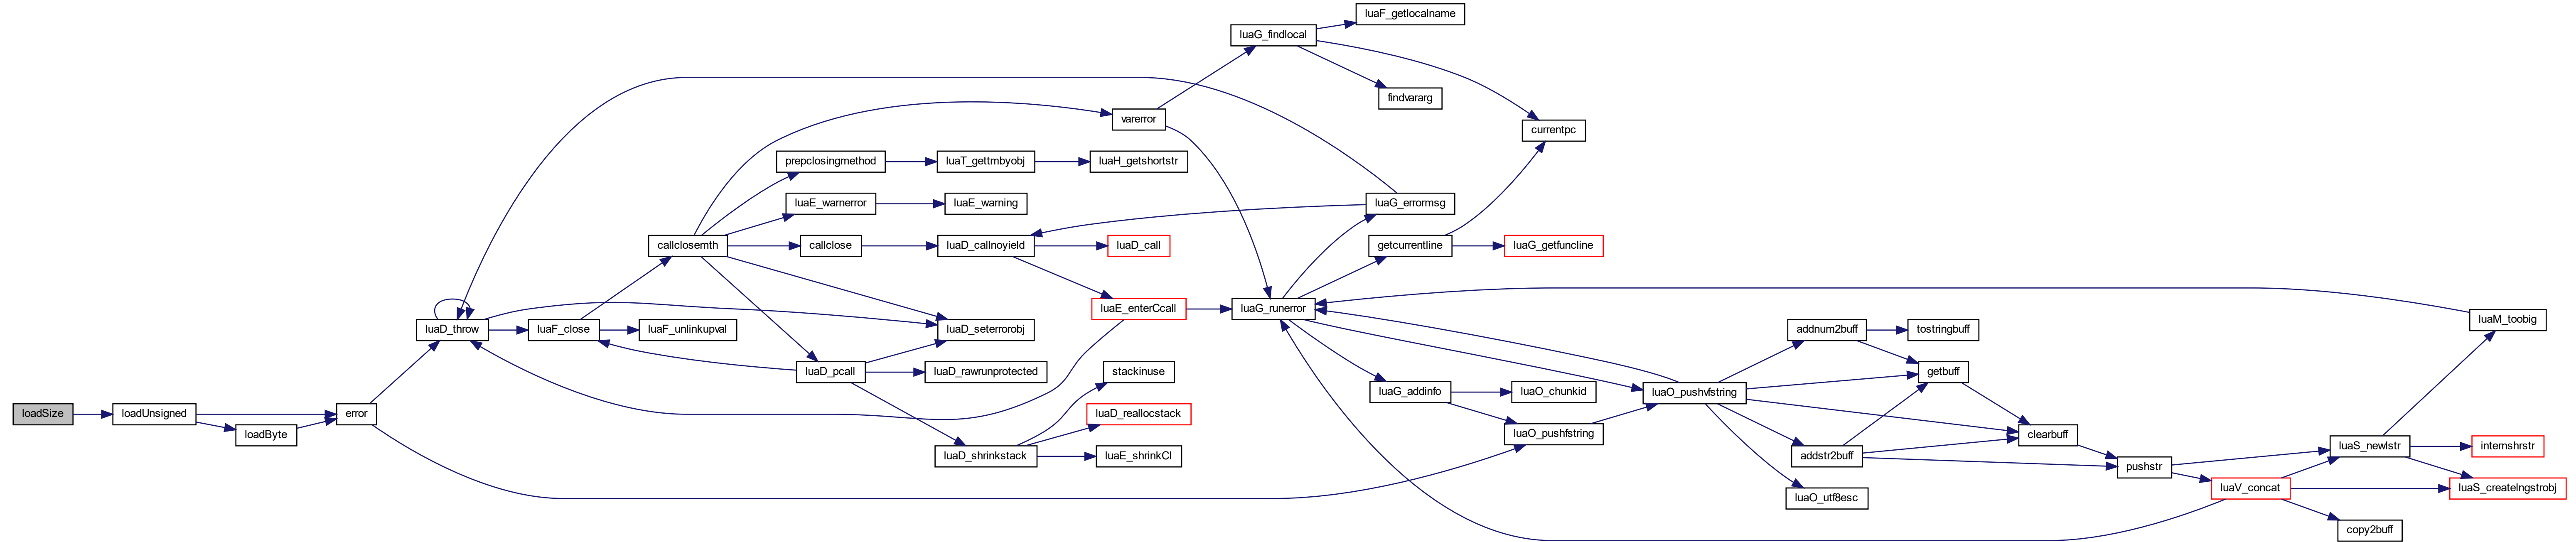 loadSize
loadUnsigned
loadByte
error
luaD_throw
luaF_close
luaF_unlinkupval
callclosemth
prepclosingmethod
luaE_warnerror
callclose
luaD_pcall
luaT_gettmbyobj
luaE_warning
luaD_callnoyield
luaD_seterrorobj
luaD_rawrunprotected
luaD_shrinkstack
varerror
luaH_getshortstr
luaD_call
luaE_enterCcall
stackinuse
luaD_reallocstack
luaE_shrinkCI
luaG_findlocal
luaG_runerror
luaF_getlocalname
findvararg
luaG_errormsg
getcurrentline
luaG_addinfo
currentpc
luaG_getfuncline
luaO_chunkid
luaO_pushfstring
luaO_pushvfstring
addnum2buff
addstr2buff
luaO_utf8esc
tostringbuff
getbuff
clearbuff
pushstr
luaV_concat
luaS_newlstr
copy2buff
luaM_toobig
internshrstr
luaS_createlngstrobj